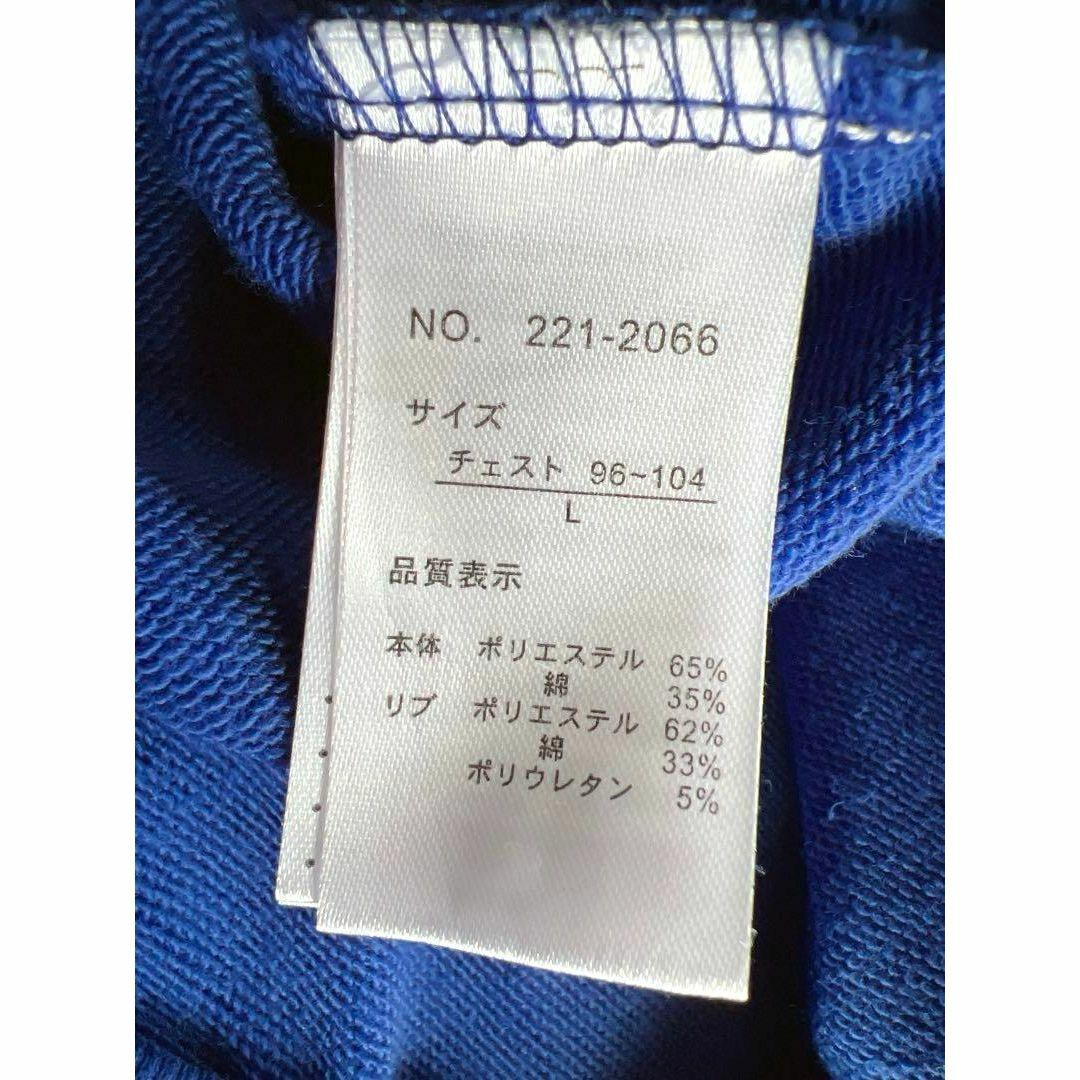 NO. 221-2066
サイズ
チェスト 96~104
L
品質表示
本体 ポリエステル 65%
綿 35%
リブ ポリエステル 62%
綿 33%
ポリウレタン 5%